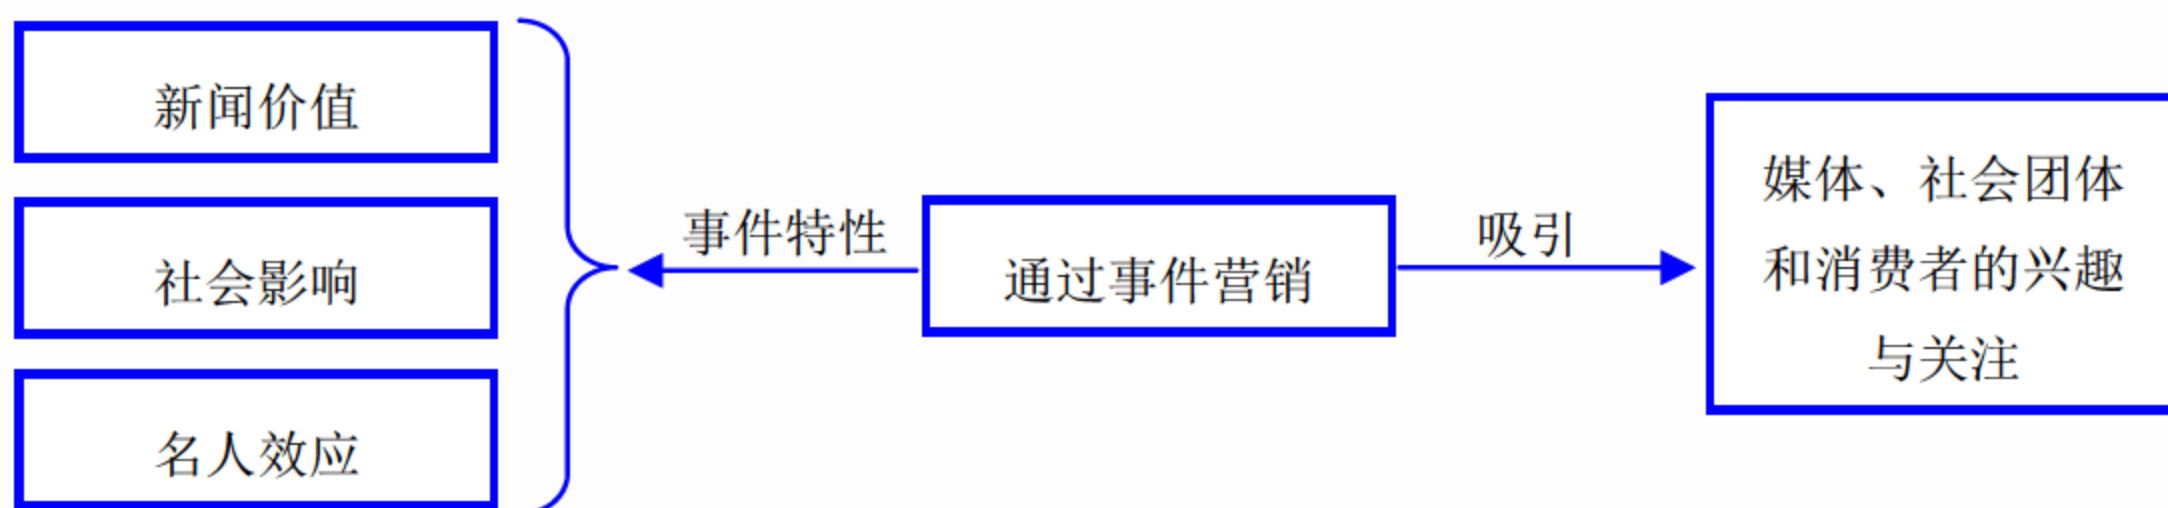 新闻价值
社会影响
名人效应
事件特性
通过事件营销
吸引
媒体、社会团体
和消费者的兴趣
与关注